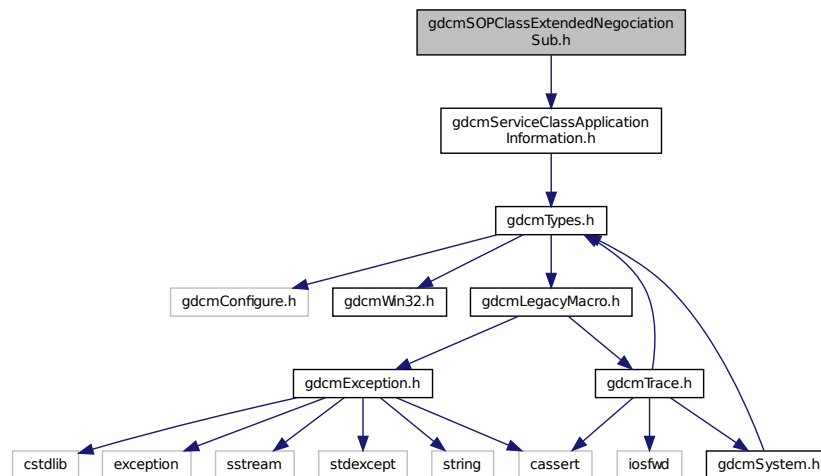 gdcmSOPClassExtendedNegociation
Sub.h
gdcmServiceClassApplication
Information.h
gdcmTypes.h
gdcmConfigure.h
gdcmWin32.h
gdcmLegacyMacro.h
gdcmException.h
gdcmTrace.h
cstdlib
exception
sstream
stdexcept
string
cassert
iosfwd
gdcmSystem.h